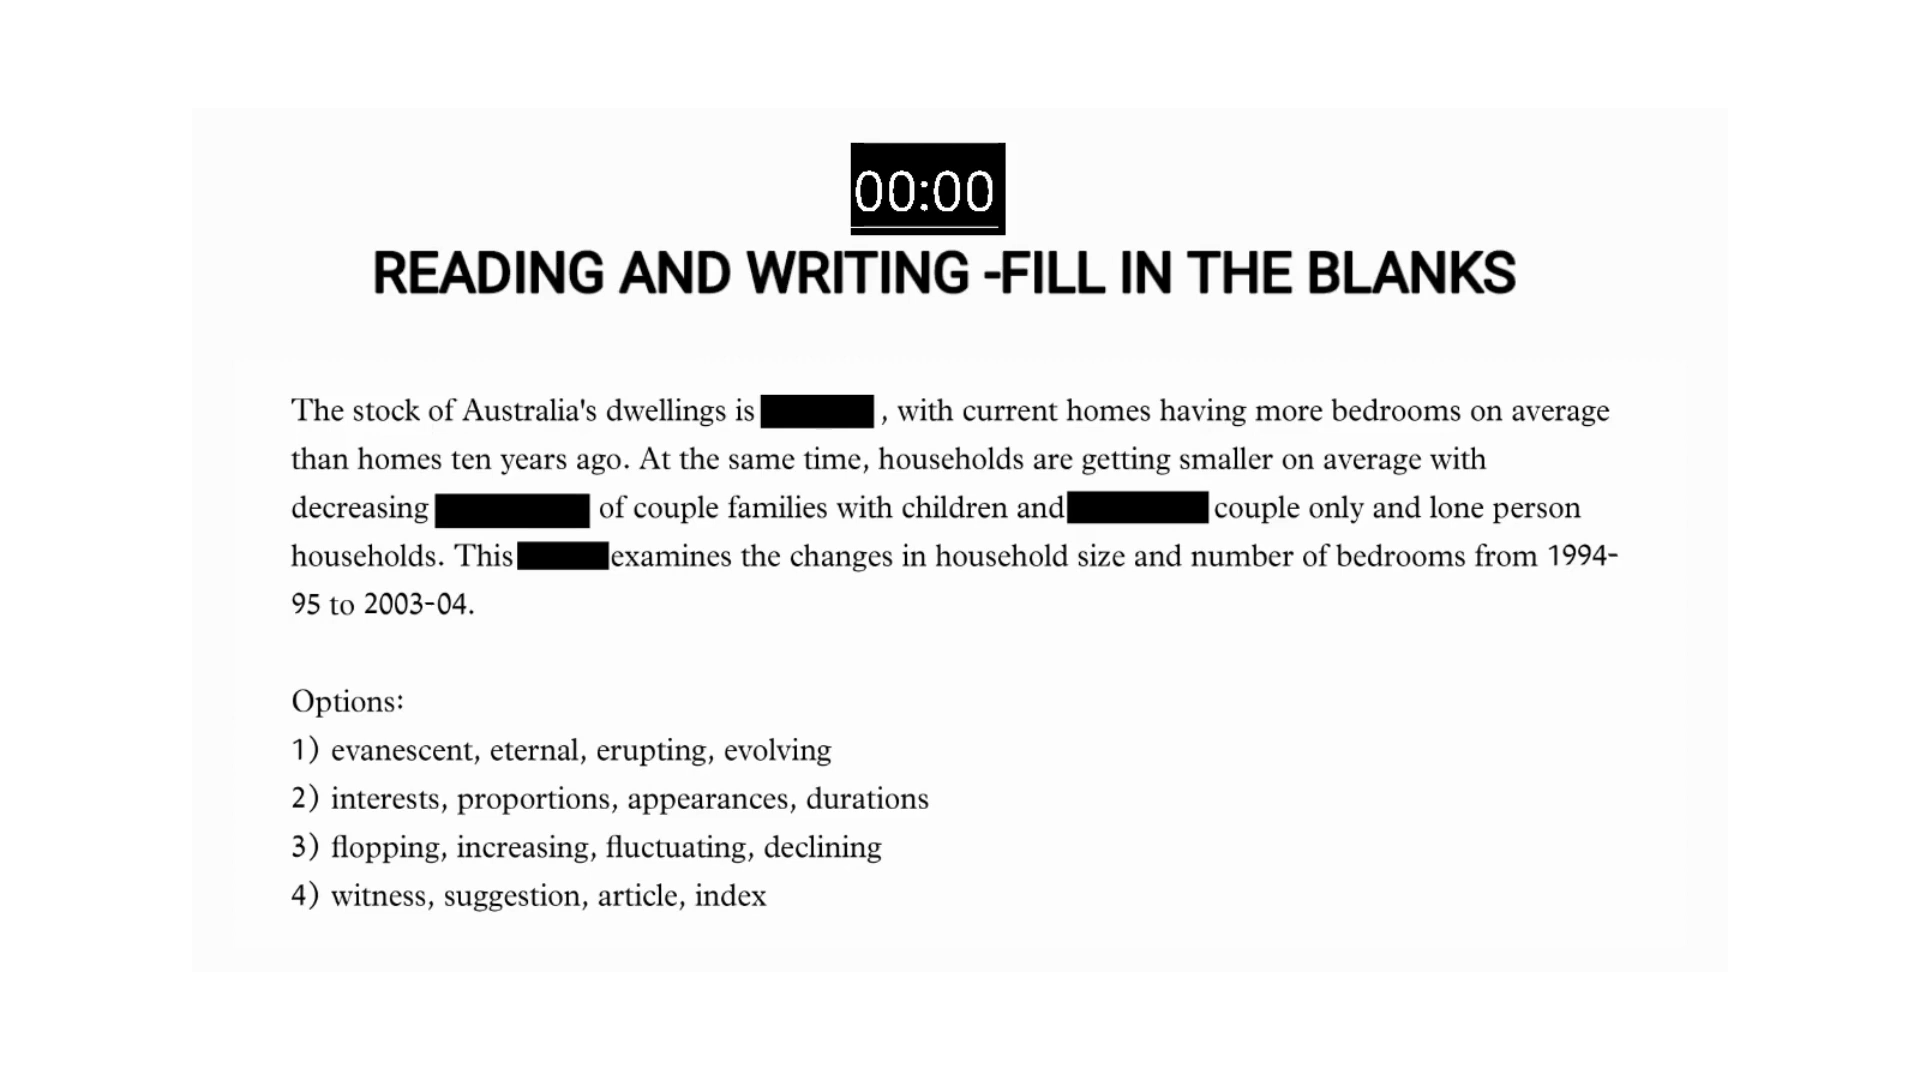 00:00
READING AND WRITING -FILL IN THE BLANKS
The stock of Australia's dwellings is , with current homes having more bedrooms on average
than homes ten years ago. At the same time, households are getting smaller on average with
decreasing of couple families with children and couple only and lone person
households. This examines the changes in household size and number of bedrooms from 1994-
95 to 2003-04.
Options:
1) evanescent, eternal, erupting, evolving
2) interests, proportions, appearances, durations
3) flopping, increasing, fluctuating, declining
4) witness, suggestion, article, index